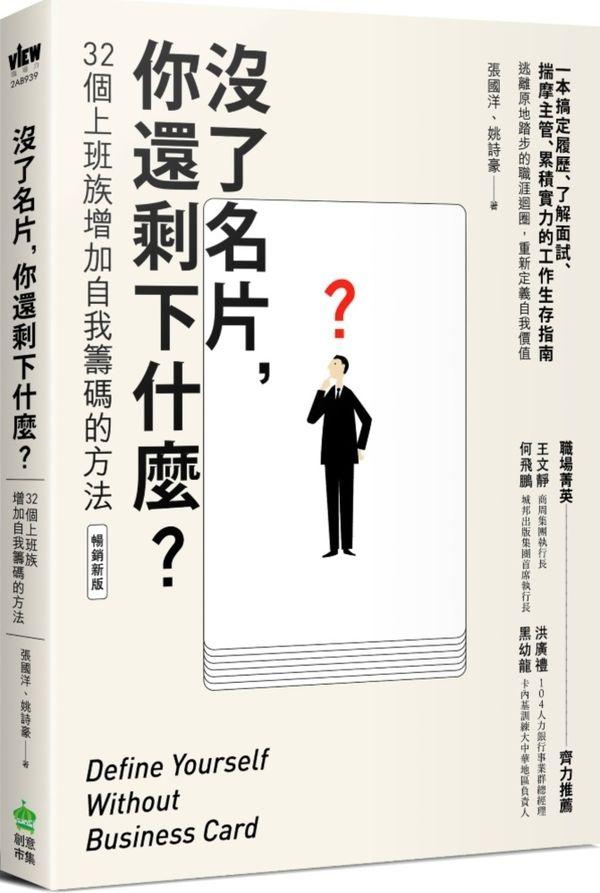 一本搞定履歷、了解面試、
揣摩主管、累積實力的工作生存指南
逃離原地踏步的職涯迴圈，重新定義自我價值
張國洋、姚詩豪——著
沒了名片，
你還剩下什麼？
32個上班族增加自我籌碼的方法
暢銷新版
?
職場菁英——齊力推薦
王文靜 商周集團執行長
何飛鵬 城邦出版集團首席執行長
洪廣禮 104人力銀行事業群總經理
黑幼龍 卡內基訓練大中華地區負責人
Define Yourself
Without
Business Card
VIEW
2AB939
沒了名片，你還剩下什麼？
32個上班族
增加自我籌碼的方法
張國洋、姚詩豪——著
創意
市集